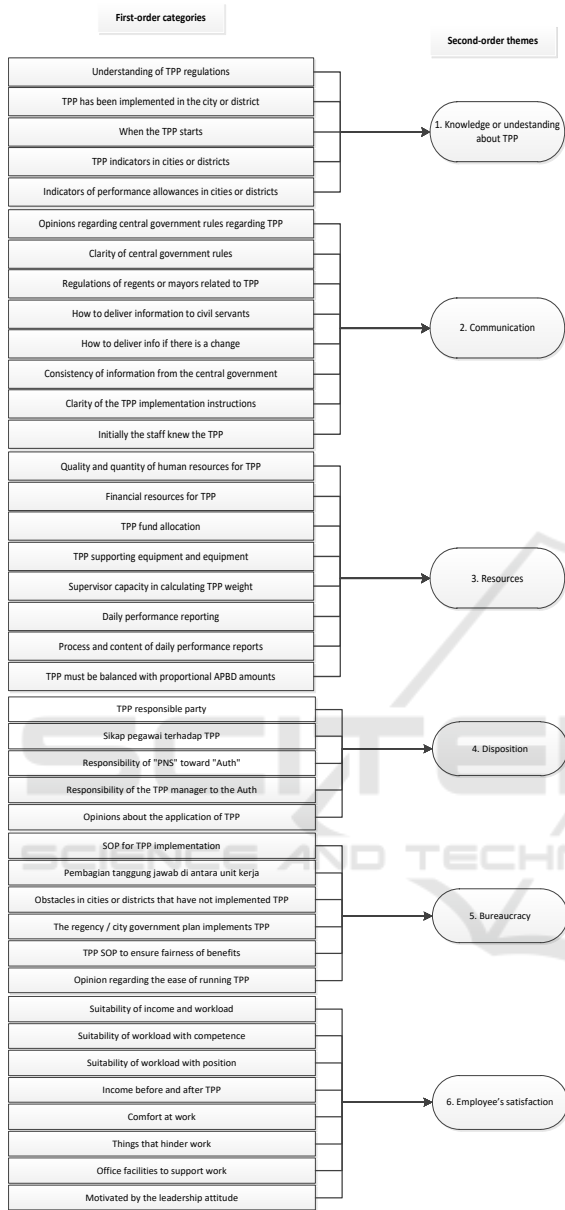 First-order categories
Second-order themes
Understanding of TPP regulations
TPP has been implemented in the city or district
When the TPP starts
TPP indicators in cities or districts
Indicators of performance allowances in cities or districts
1. Knowledge or undestanding
about TPP
Opinions regarding central government rules regarding TPP
Clarity of central government rules
Regulations of regents or mayors related to TPP
How to deliver information to civil servants
How to deliver info if there is a change
Consistency of information from the central government
Clarity of the TPP implementation instructions
Initially the staff knew the TPP
2. Communication
Quality and quantity of human resources for TPP
Financial resources for TPP
TPP fund allocation
TPP supporting equipment and equipment
Supervisor capacity in calculating TPP weight
Daily performance reporting
Process and content of daily performance reports
TPP must be balanced with proportional APBD amounts
3. Resources
TPP responsible party
Sikap pegawai terhadap TPP
Responsibility of "PNS" toward "Auth"
Responsibility of the TPP manager to the Auth
Opinions about the application of TPP
4. Disposition
SOP for TPP implementation
Pembagian tanggung jawab di antara unit kerja
Obstacles in cities or districts that have not implemented TPP
The regency / city government plan implements TPP
TPP SOP to ensure fairness of benefits
Opinion regarding the ease of running TPP
5. Bureaucracy
Suitability of income and workload
Suitability of workload with competence
Suitability of workload with position
Income before and after TPP
Comfort at work
Things that hinder work
Office facilities to support work
Motivated by the leadership attitude
6. Employee's satisfaction
SCITE
SCIENCE AND TECHN